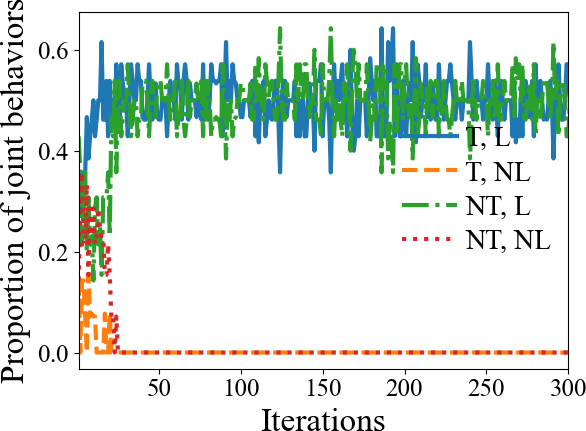 Proportion of joint behaviors
0.6
0.4
0.2
0.0
T, L
T, NL
NT, L
NT, NL
50
100
150
200
250
300
Iterations